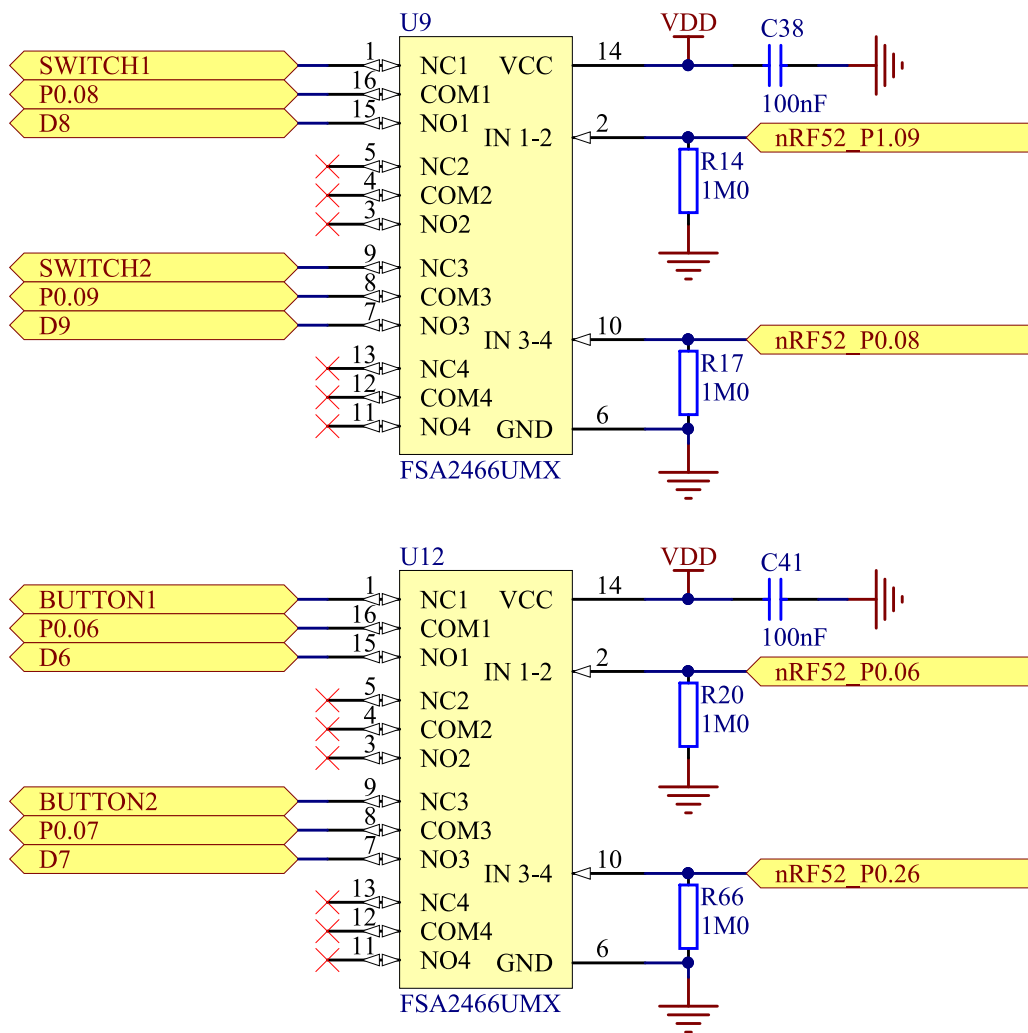 U9
VDD
C38
100nF
SWITCH1 1 NC1 VCC 14
P0.08 16 COM1
D8 15 NO1 IN 1-2 2 nRF52_P1.09
5 NC2 R14
4 COM2 1M0
3 NO2
SWITCH2 9 NC3
P0.09 8 COM3
D9 7 NO3 IN 3-4 10 nRF52_P0.08
13 NC4 R17
12 COM4 1M0
11 NO4 GND 6
FSA2466UMX
U12
VDD
C41
100nF
BUTTON1 1 NC1 VCC 14
P0.06 16 COM1
D6 15 NO1 IN 1-2 2 nRF52_P0.06
5 NC2 R20
4 COM2 1M0
3 NO2
BUTTON2 9 NC3
P0.07 8 COM3
D7 7 NO3 IN 3-4 10 nRF52_P0.26
13 NC4 R66
12 COM4 1M0
11 NO4 GND 6
FSA2466UMX